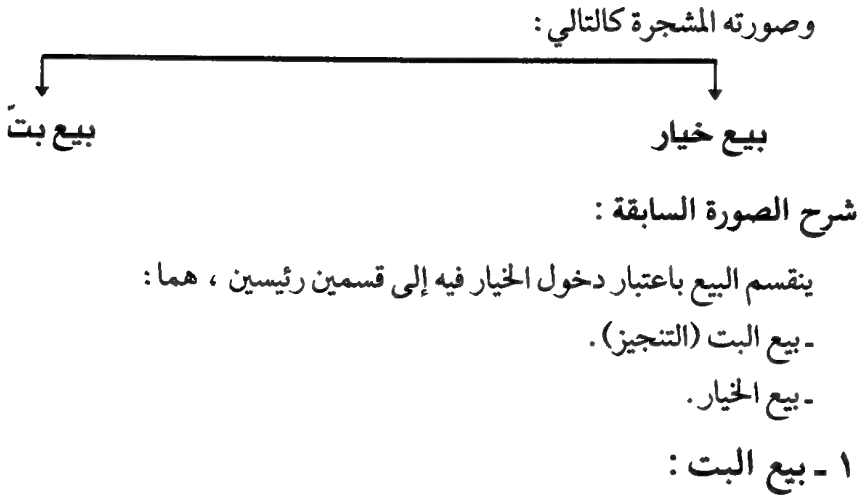 وصورته المشجرة كالتالي:
بيع خيار
بيع بتّ
شرح الصورة السابقة:
ينقسم البيع باعتبار دخول الخيار فيه إلى قسمين رئيسين، هما:
ـ بيع البت (التنجيز).
ـ بيع الخيار.
١ ـ بيع البت: